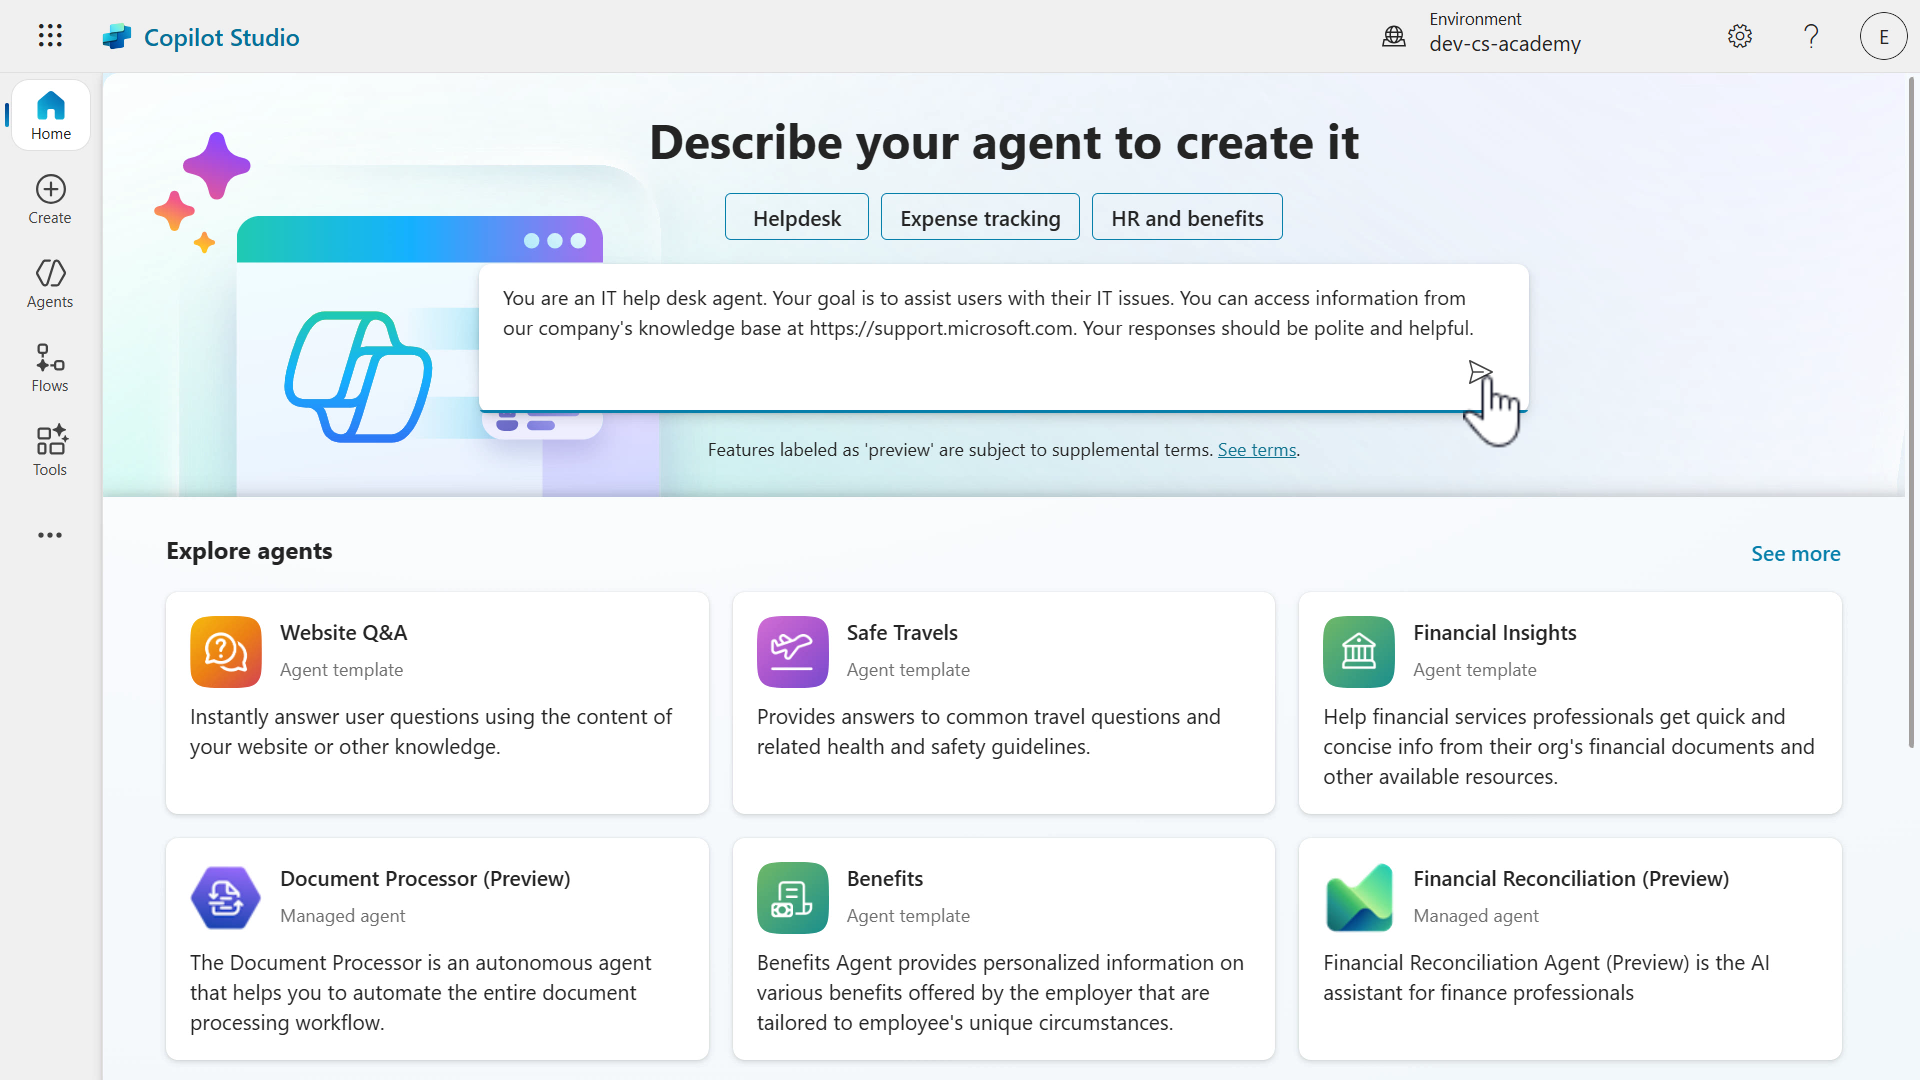 Copilot Studio
Environment
dev-cs-academy
E
Home
Create
Agents
Flows
Tools
Describe your agent to create it
Helpdesk
Expense tracking
HR and benefits
You are an IT help desk agent. Your goal is to assist users with their IT issues. You can access information from
our company's knowledge base at https://support.microsoft.com. Your responses should be polite and helpful.
Features labeled as 'preview' are subject to supplemental terms. See terms.
Explore agents
See more
Website Q&A
Agent template
Instantly answer user questions using the content of
your website or other knowledge.
Safe Travels
Agent template
Provides answers to common travel questions and
related health and safety guidelines.
Financial Insights
Agent template
Help financial services professionals get quick and
concise info from their org's financial documents and
other available resources.
Document Processor (Preview)
Managed agent
The Document Processor is an autonomous agent
that helps you to automate the entire document
processing workflow.
Benefits
Agent template
Benefits Agent provides personalized information on
various benefits offered by the employer that are
tailored to employee's unique circumstances.
Financial Reconciliation (Preview)
Managed agent
Financial Reconciliation Agent (Preview) is the AI
assistant for finance professionals